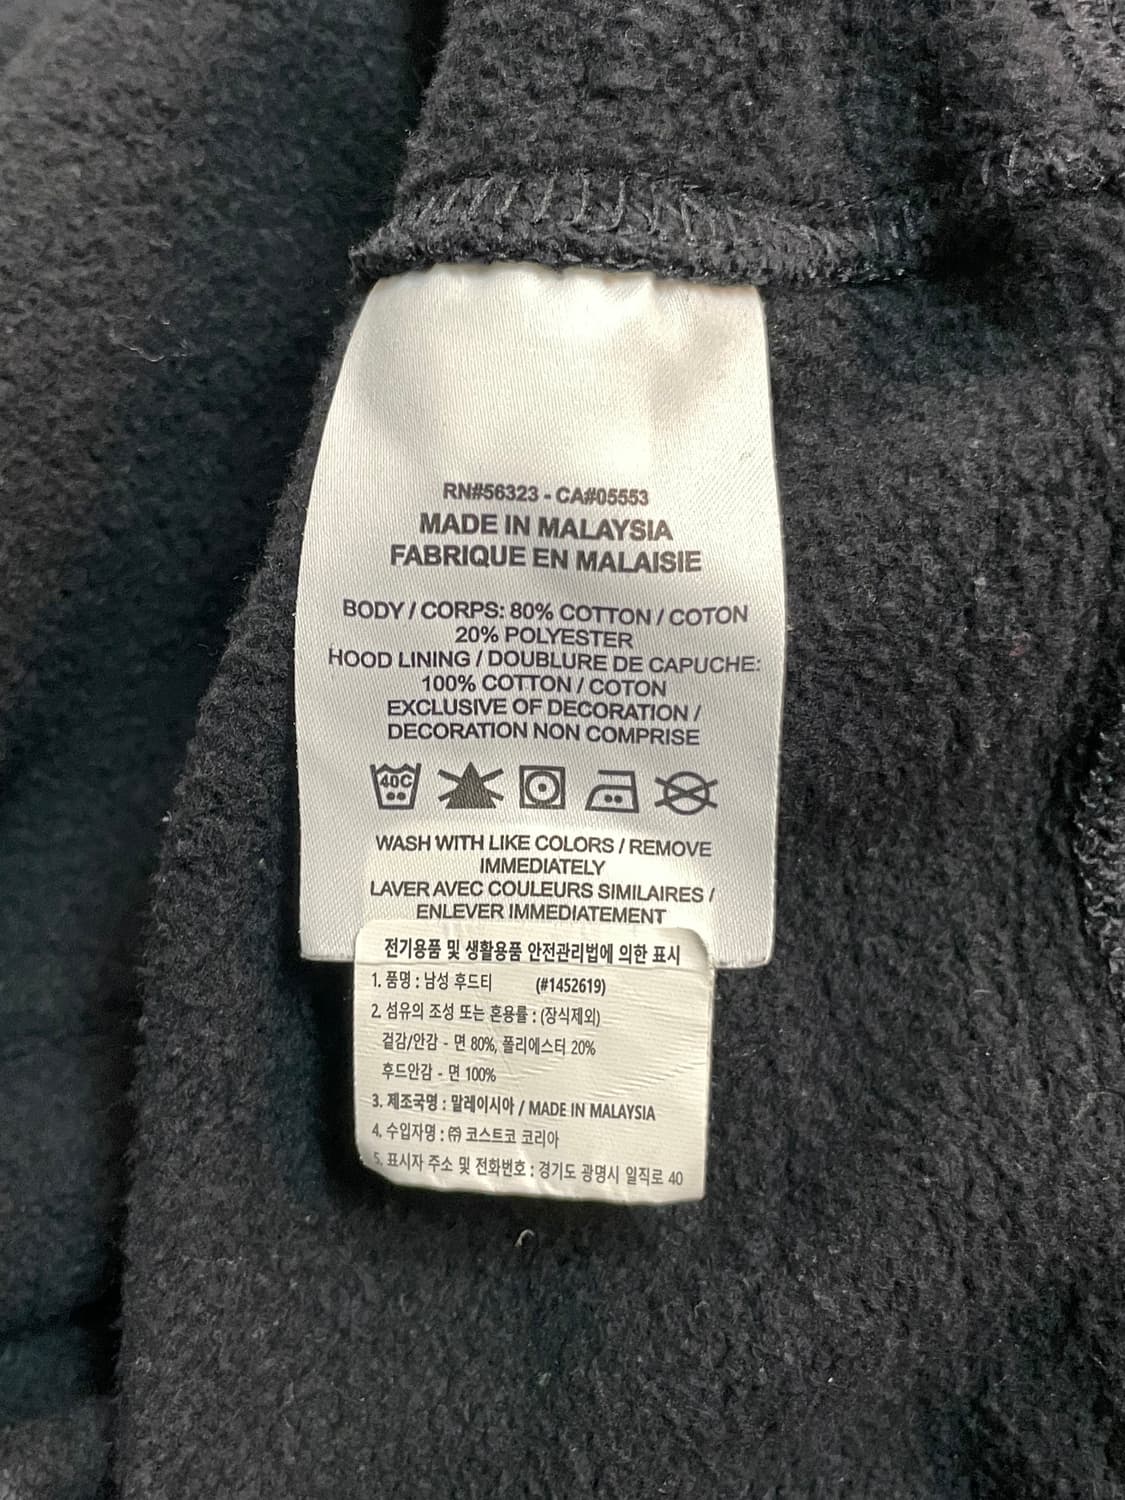 RN#56323 - CA#05553
MADE IN MALAYSIA
FABRIQUE EN MALAISIE
BODY / CORPS: 80% COTTON / COTON
20% POLYESTER
HOOD LINING / DOUBLURE DE CAPUCHE:
100% COTTON / COTON
EXCLUSIVE OF DECORATION /
DECORATION NON COMPRISE
40C
WASH WITH LIKE COLORS / REMOVE
IMMEDIATELY
LAVER AVEC COULEURS SIMILAIRES /
ENLEVER IMMEDIATEMENT
전기용품 및 생활용품 안전관리법에 의한 표시
1. 품명 : 남성 후드티 (#1452619)
2. 섬유의 조성 또는 혼용률 : (장식제외)
겉감/안감 - 면 80%, 폴리에스터 20%
후드안감 - 면 100%
3. 제조국명 : 말레이시아 / MADE IN MALAYSIA
4. 수입자명 : ㈜ 코스트코 코리아
5. 표시자 주소 및 전화번호 : 경기도 광명시 일직로 40